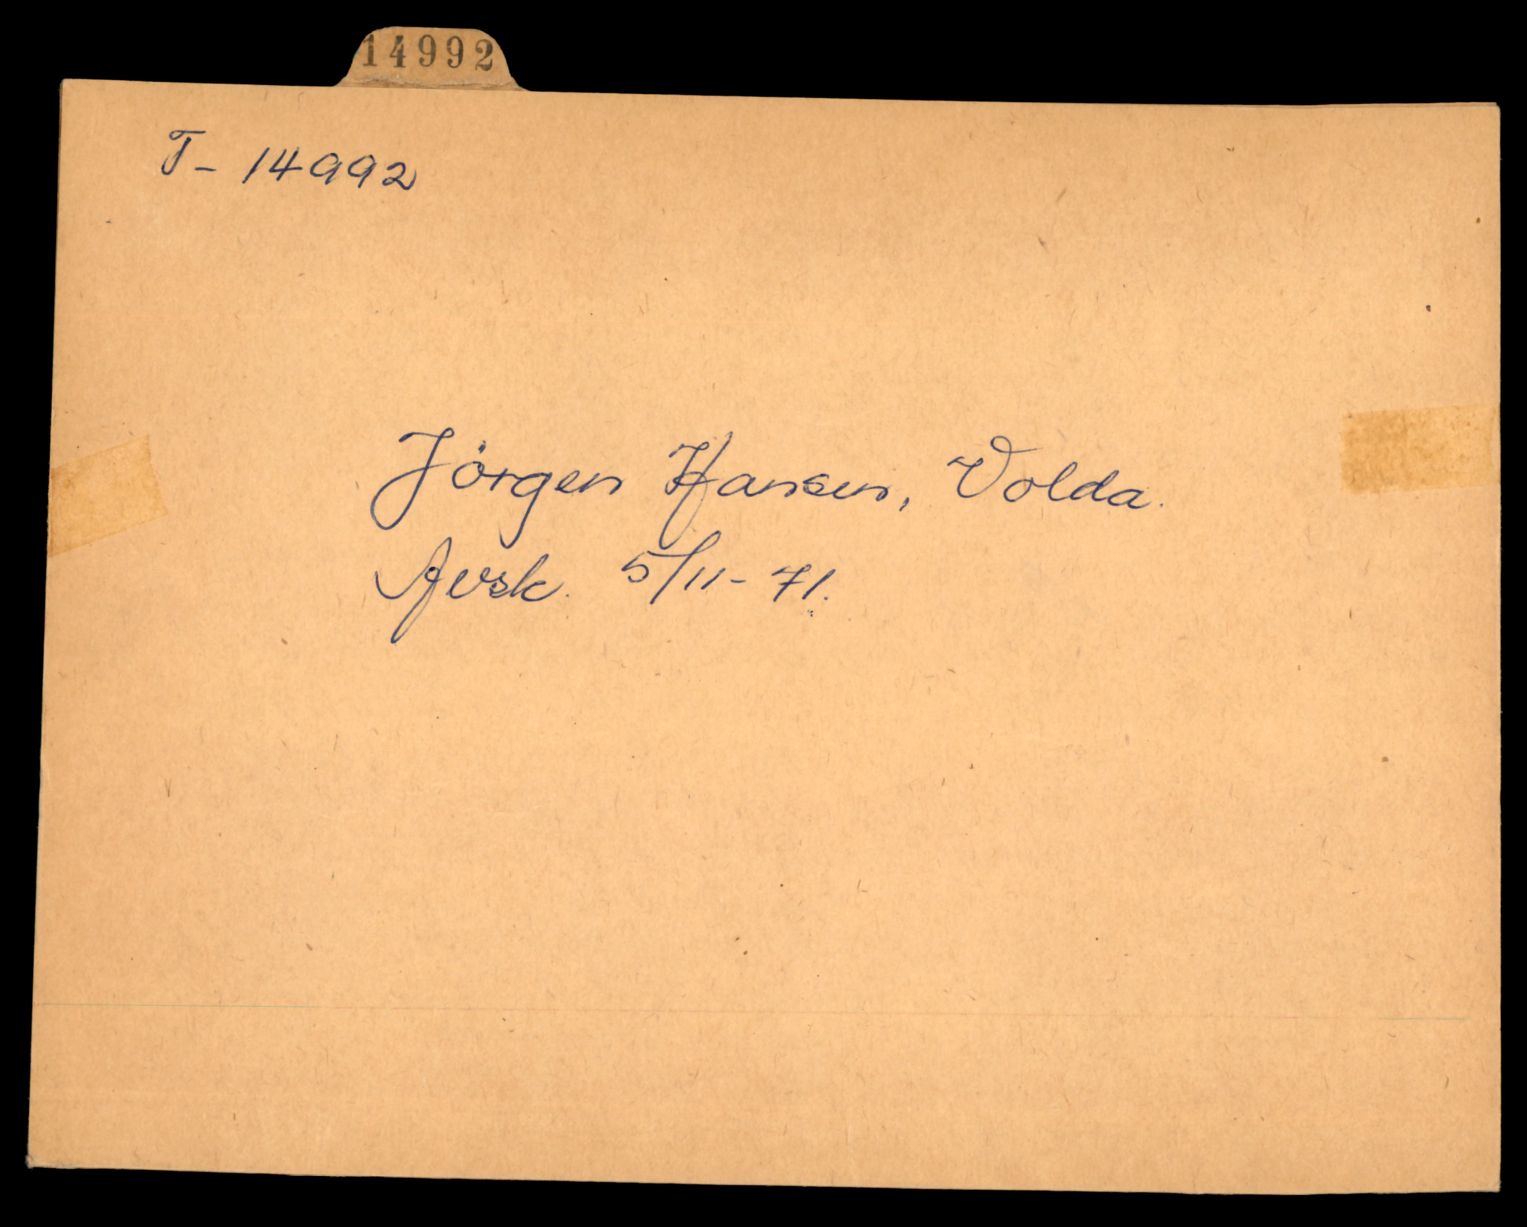 14992
T- 14992
Jörgen Hansen, Volda.
Avsk. 5/11-71.